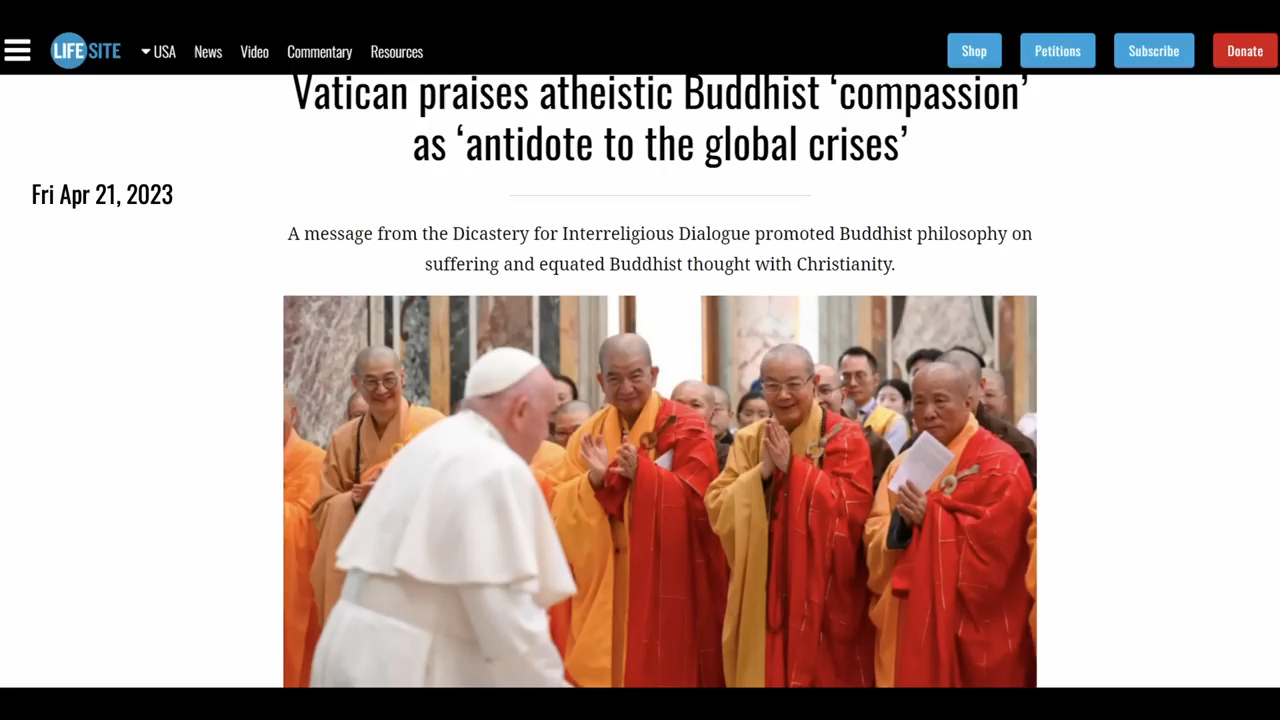 LIFESITE
USA
News
Video
Commentary
Resources
Shop
Petitions
Subscribe
Donate
Vatican praises atheistic Buddhist ‘compassion’
as ‘antidote to the global crises’
Fri Apr 21, 2023
A message from the Dicastery for Interreligious Dialogue promoted Buddhist philosophy on
suffering and equated Buddhist thought with Christianity.